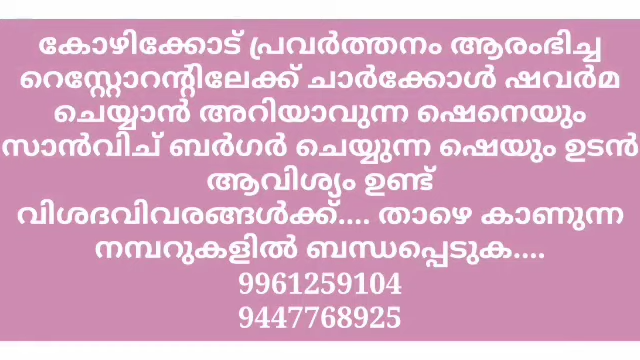 കോഴിക്കോട് പ്രവർത്തനം ആരംഭിച്ച
റെസ്റ്റോറന്റിലേക്ക് ചാർക്കോൾ ഷവർമ
ചെയ്യാൻ അറിയാവുന്ന ഷെനെയും
സാൻവിച് ബർഗർ ചെയ്യുന്ന ഷെയും ഉടൻ
ആവിശ്യം ഉണ്ട്
വിശദവിവരങ്ങൾക്ക്.... താഴെ കാണുന്ന
നമ്പറുകളിൽ ബന്ധപ്പെടുക....
9961259104
9447768925